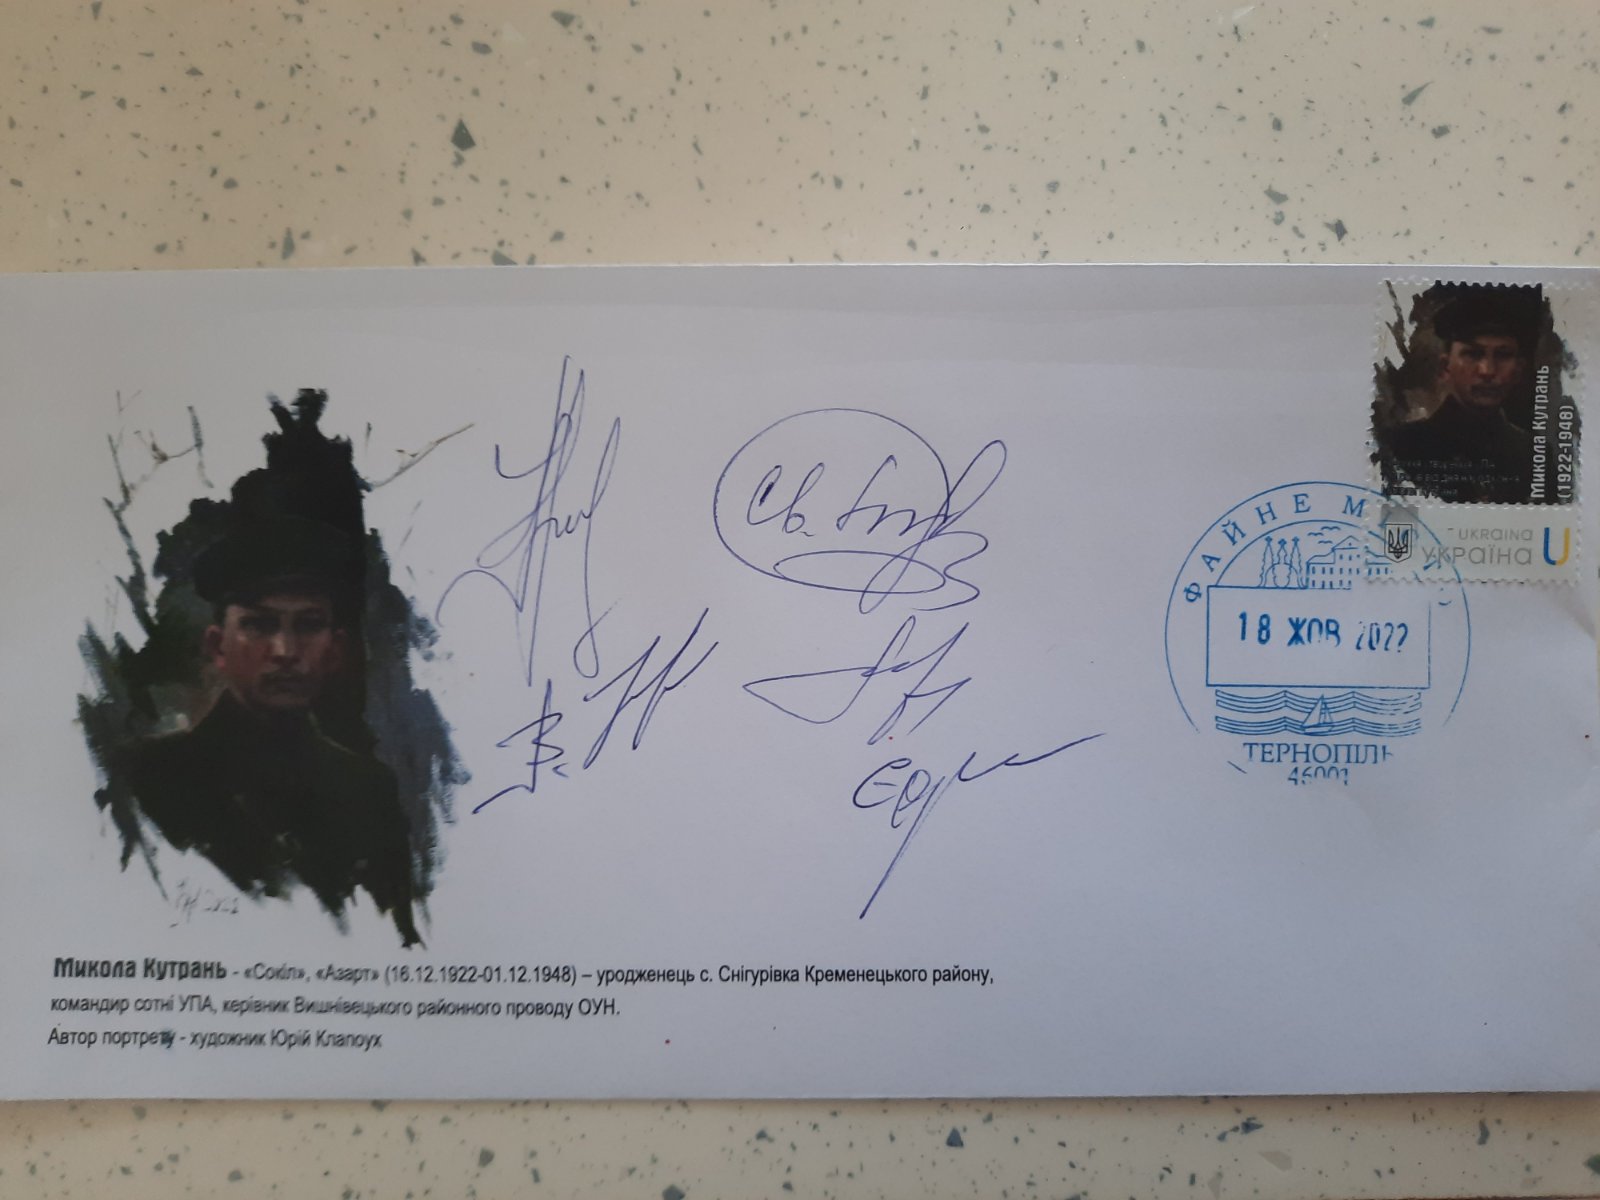 Микола Кутрань
(1922-1948)
UKRAINA
Україна U
ФАЙНЕ М
18 ЖОВ 2022
ТЕРНОПІЛЬ
46001
Микола Кутрань - «Сокіл», «Азарт» (16.12.1922-01.12.1948) – уродженець с. Снігурівка Кременецького району,
командир сотні УПА, керівник Вишнівецького районного проводу ОУН.
Автор портрету - художник Юрій Клапоух